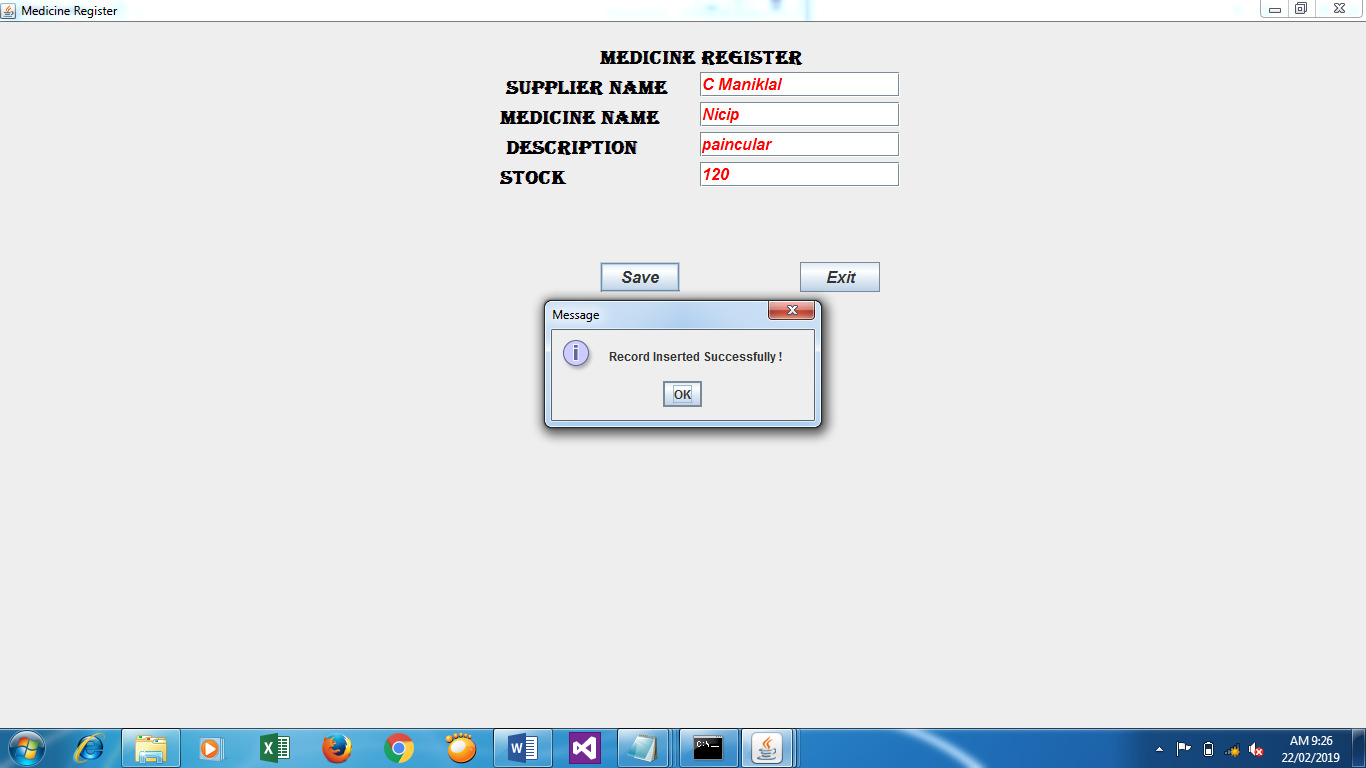 Medicine Register
MEDICINE REGISTER
SUPPLIER NAME C Maniklal
MEDICINE NAME Nicip
DESCRIPTION paincular
STOCK 120
Save Exit
Message
Record Inserted Successfully !
OK
C:\_
AM 9:26
22/02/2019